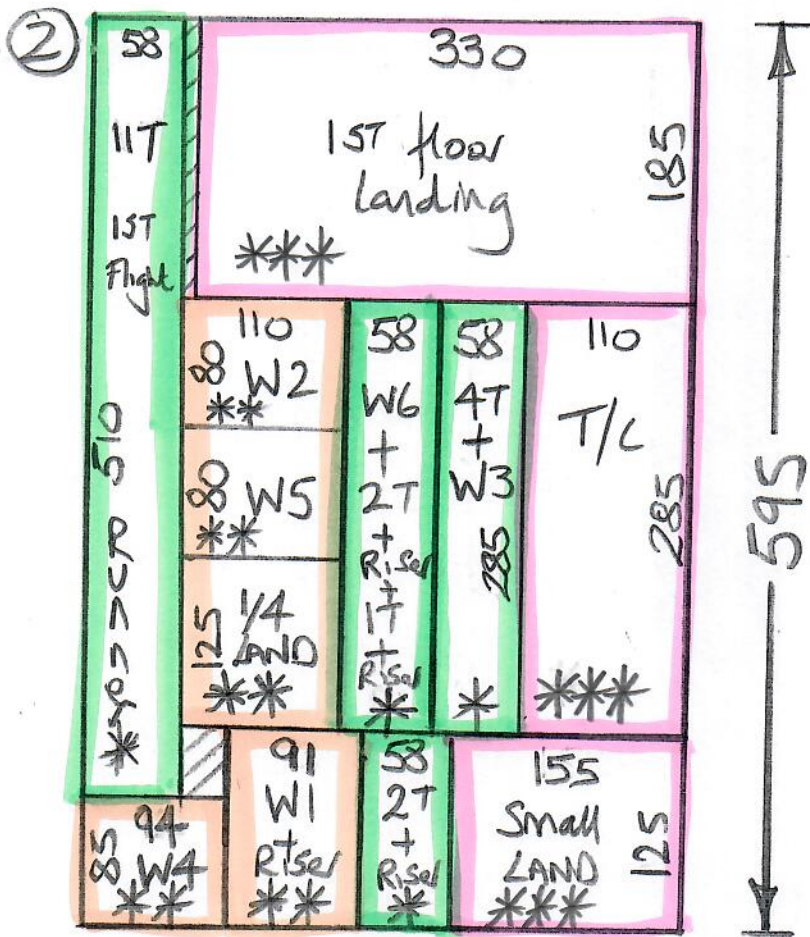 2
58
11T
1ST
Flight
510 Runners
*
330
1ST floor
Landing
185
***
110
80 W2
**
80 W5
**
125 1/4
LAND
**
58
W6
+
2T
+
Riser
+
1T
+
Riser
*
58
4T
+
W3
285
*
110
T/C
285
***
595
94
85 W4
**
91
W1
+
Riser
**
58
2T
+
Riser
*
155
Small
LAND
125
***